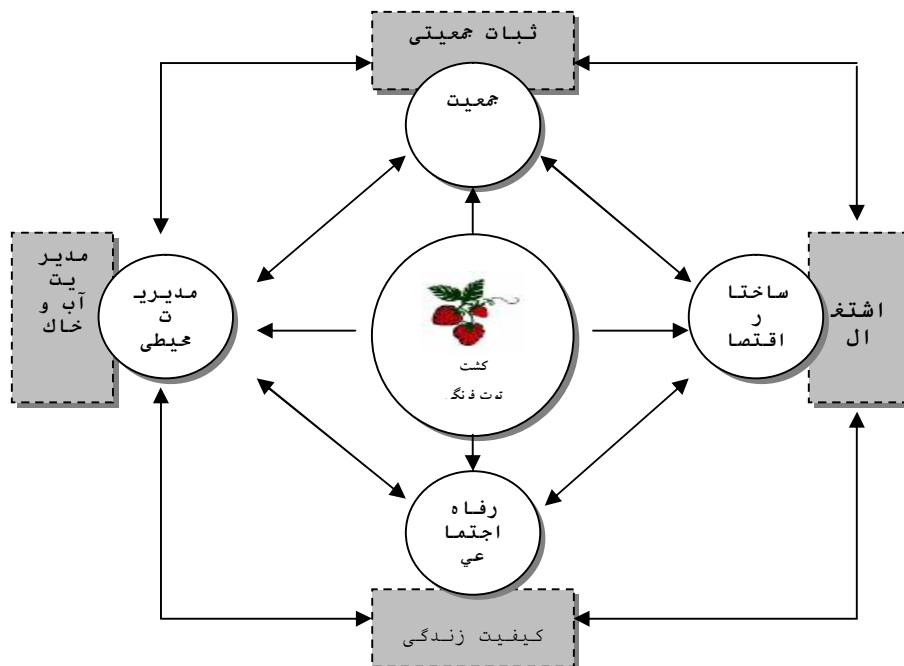 ثبات جمعیتی
جمعیت
مدیر
یت
آب و
خاك
مدیریـ
ت
محیطی
کشت
توت فرنگی
ساختا
ر
اقتصا
اشتغ
ال
رفاه
اجتما
عي
کیفیت زندگی